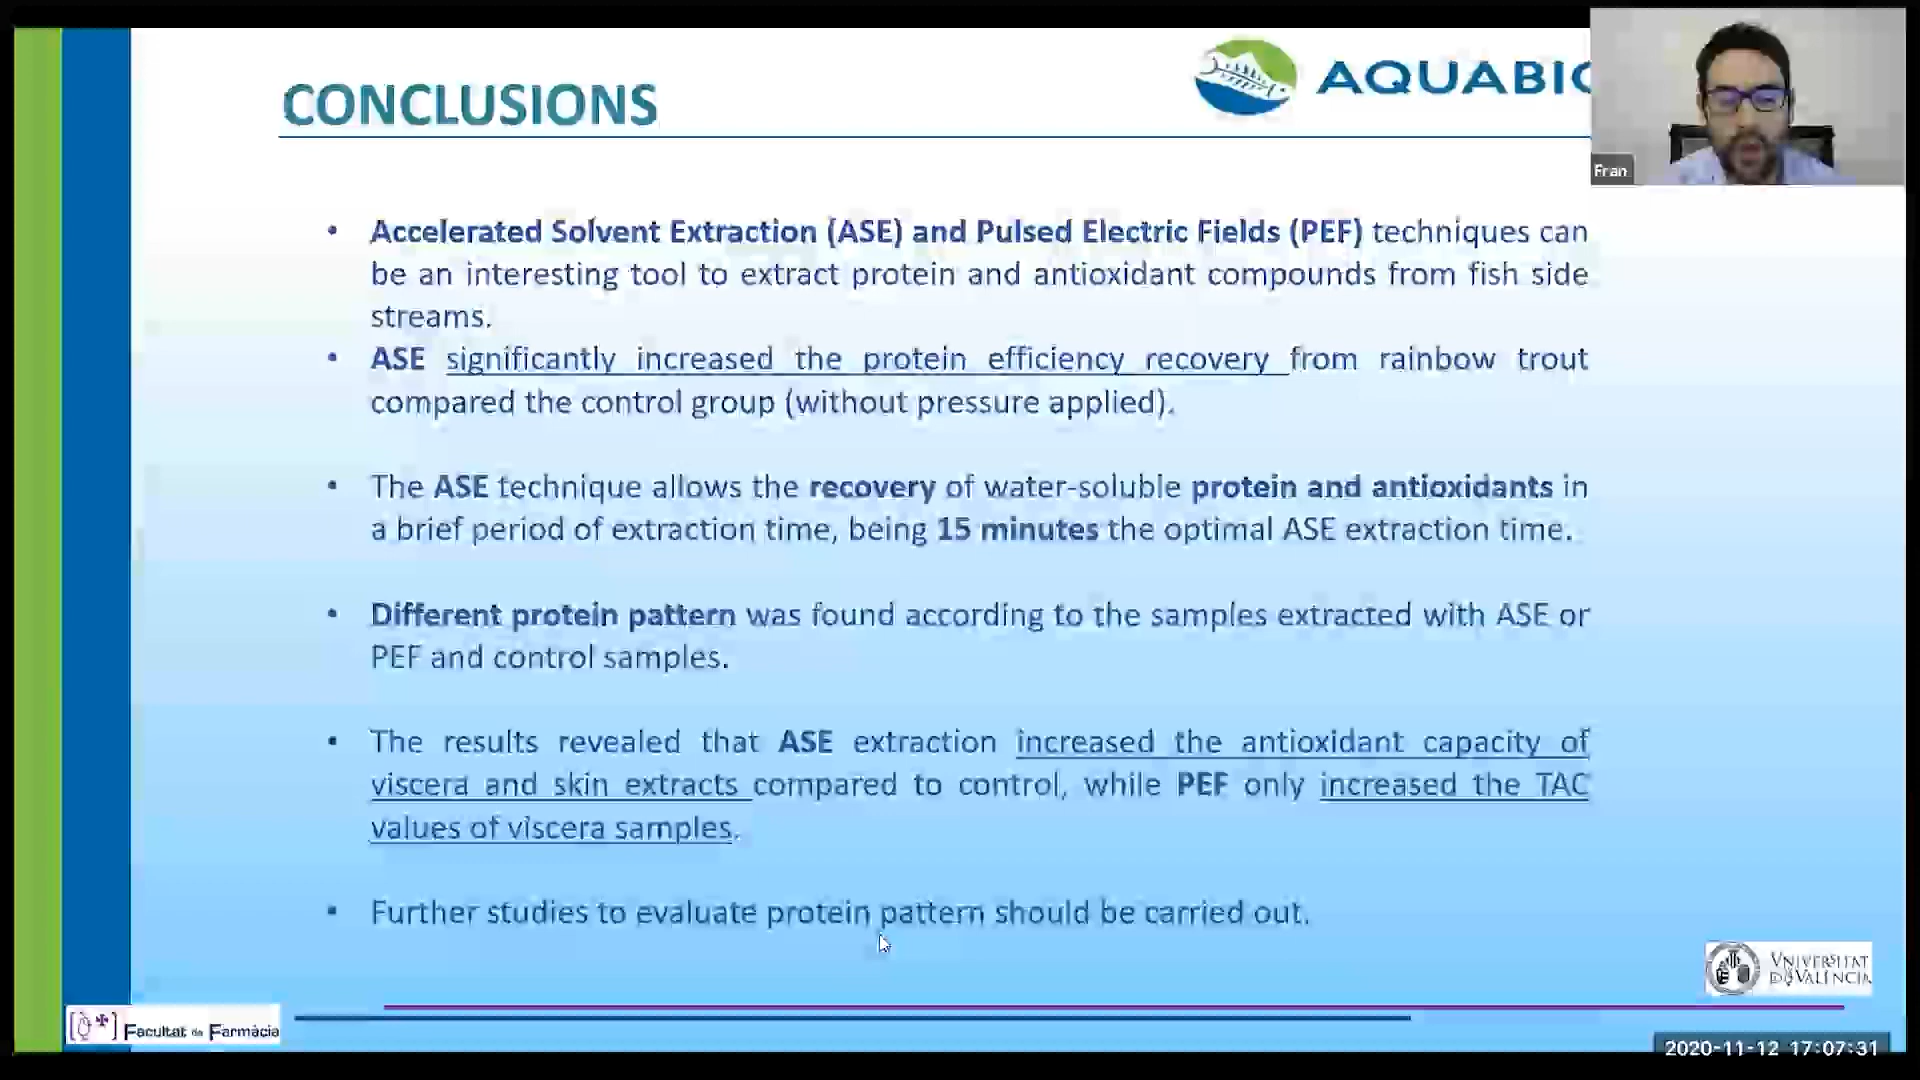 CONCLUSIONS
AQUABIO
Fran
• Accelerated Solvent Extraction (ASE) and Pulsed Electric Fields (PEF) techniques can
be an interesting tool to extract protein and antioxidant compounds from fish side
streams.
• ASE significantly increased the protein efficiency recovery from rainbow trout
compared the control group (without pressure applied).
• The ASE technique allows the recovery of water-soluble protein and antioxidants in
a brief period of extraction time, being 15 minutes the optimal ASE extraction time.
• Different protein pattern was found according to the samples extracted with ASE or
PEF and control samples.
• The results revealed that ASE extraction increased the antioxidant capacity of
viscera and skin extracts compared to control, while PEF only increased the TAC
values of viscera samples.
• Further studies to evaluate protein pattern should be carried out.
VNIVERSITAT
DE VALÈNCIA
Facultat de Farmàcia
2020-11-12 17:07:31